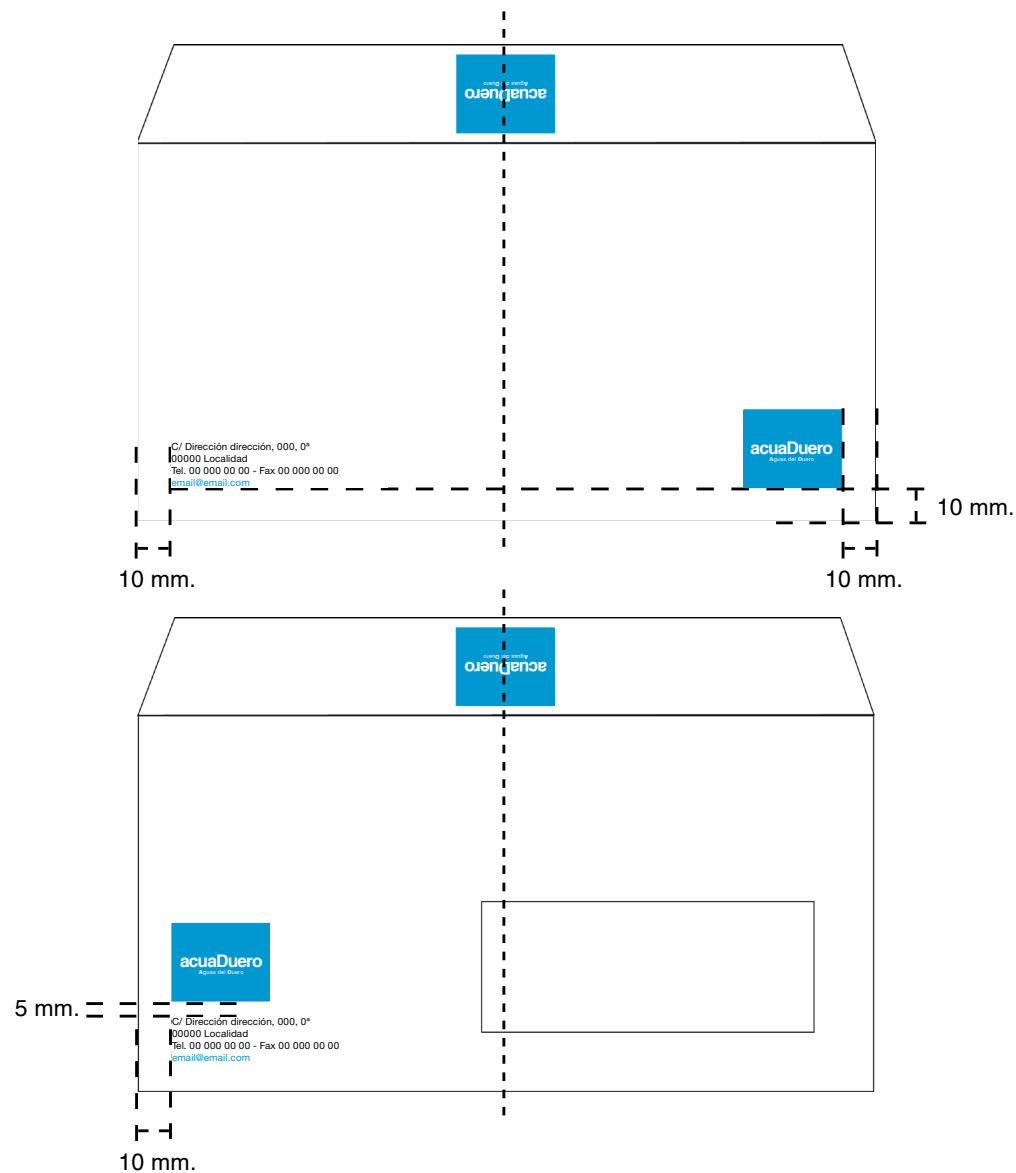 acuaDuero
Aguas del Duero
C/ Dirección dirección, 000, 0ª
00000 Localidad
Tel. 00 000 00 00 - Fax 00 000 00 00
email@email.com
acuaDuero
Aguas del Duero
10 mm.
10 mm.
10 mm.
acuaDuero
Aguas del Duero
acuaDuero
Aguas del Duero
5 mm.
C/ Dirección dirección, 000, 0ª
00000 Localidad
Tel. 00 000 00 00 - Fax 00 000 00 00
email@email.com
10 mm.